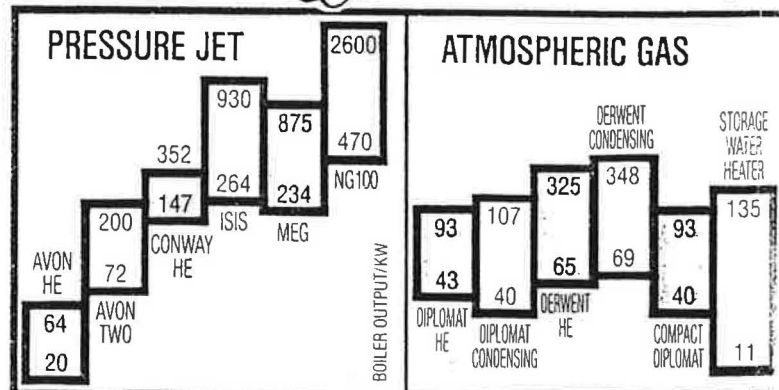 PRESSURE JET
AVON
HE
64
20
200
72
AVON
TWO
352
147
CONWAY
HE
930
264
ISIS
875
234
MEG
2600
470
NG100
BOILER OUTPUT/KW
ATMOSPHERIC GAS
93
43
DIPLOMAT
HE
107
40
DIPLOMAT
CONDENSING
325
65
DERWENT
HE
DERWENT
CONDENSING
348
69
93
40
COMPACT
DIPLOMAT
STORAGE
WATER
HEATER
135
11